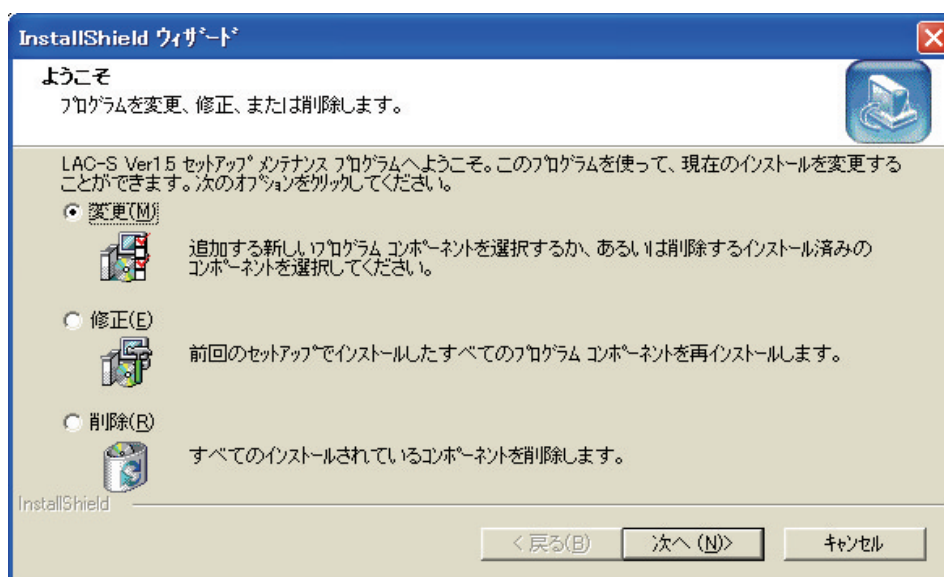 InstallShield ウィザード
ようこそ
プログラムを変更、修正、または削除します。
LAC-S Ver1.5 セットアップ メンテナンス プログラムへようこそ。このプログラムを使って、現在のインストールを変更する
ことができます。次のオプションをクリックしてください。
変更(M)
追加する新しいプログラム コンポーネントを選択するか、あるいは削除するインストール済みの
コンポーネントを選択してください。
修正(E)
前回のセットアップでインストールしたすべてのプログラム コンポーネントを再インストールします。
削除(R)
すべてのインストールされているコンポーネントを削除します。
InstallShield
< 戻る(B) 次へ (N)> キャンセル